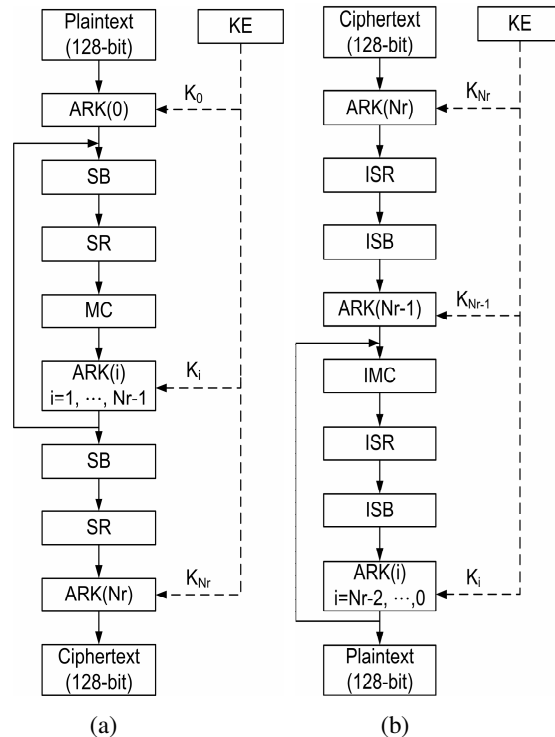 Plaintext
(128-bit)
KE
K0
ARK(0)
SB
SR
MC
ARK(i)
i=1, ···, Nr-1
Ki
SB
SR
KNr
ARK(Nr)
Ciphertext
(128-bit)
(a)
Ciphertext
(128-bit)
KE
KNr
ARK(Nr)
ISR
ISB
ARK(Nr-1)
KNr-1
IMC
ISR
ISB
ARK(i)
i=Nr-2, ···,0
Ki
Plaintext
(128-bit)
(b)